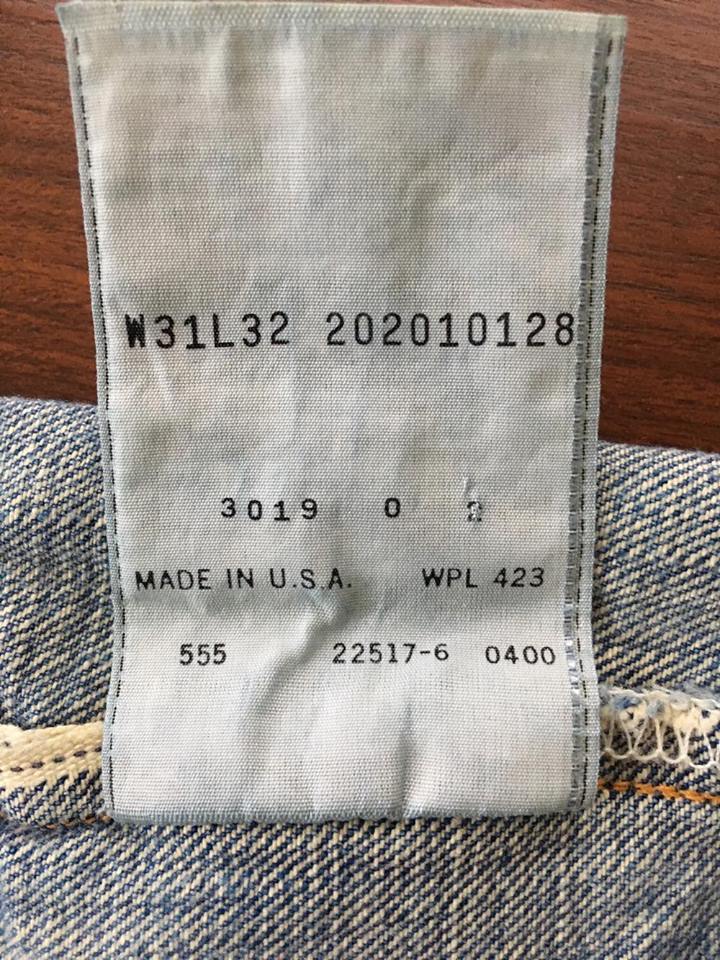 W31L32 202010128
3019 0
MADE IN U.S.A. WPL 423
555 22517-6 0400